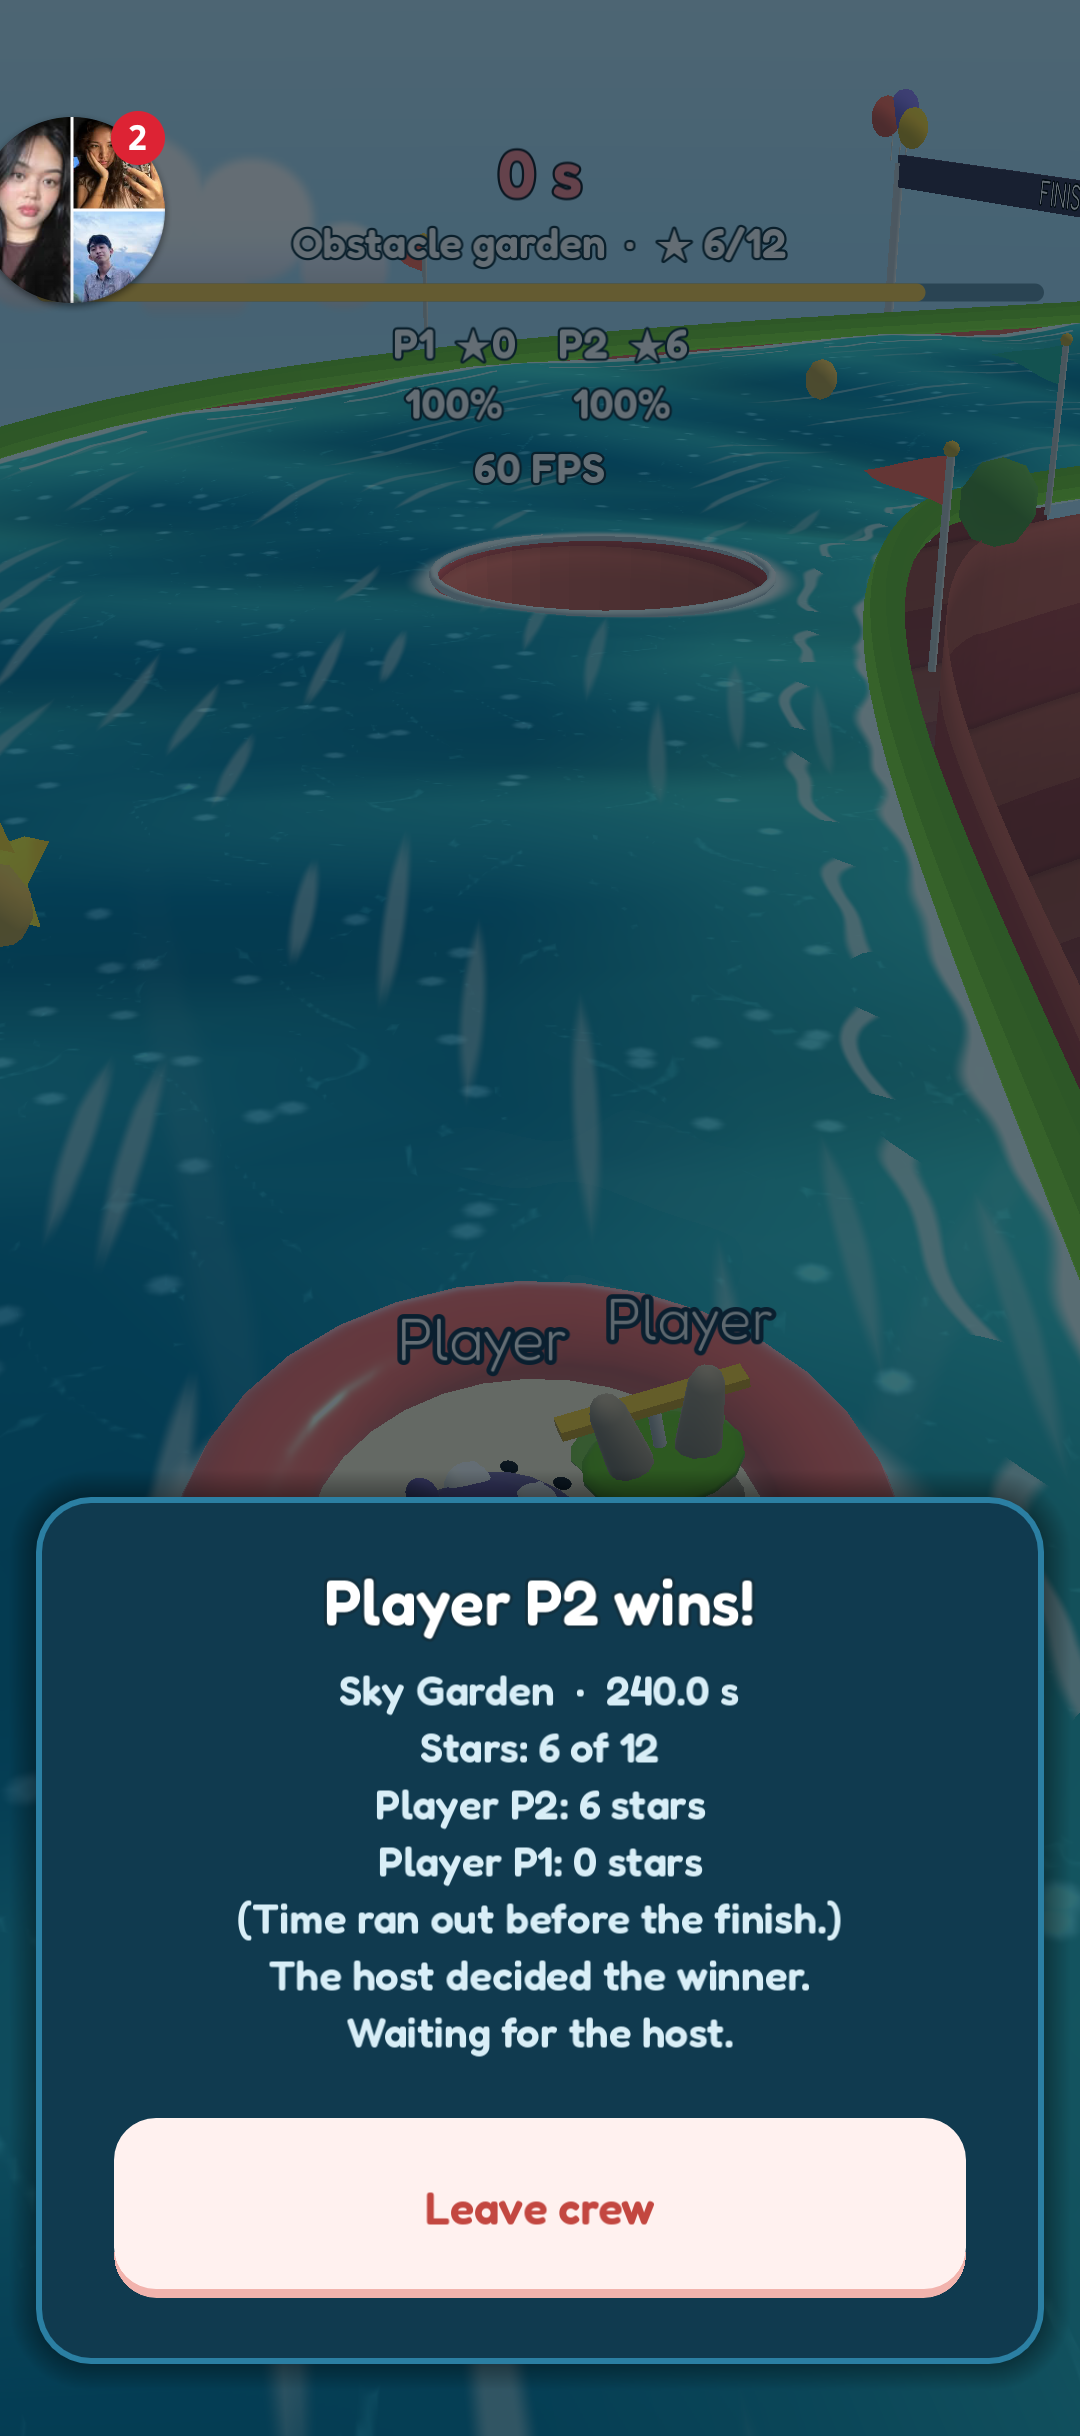 2
0 s
FINIS
Obstacle garden · ★ 6/12
P1 ★0 P2 ★6
100% 100%
60 FPS
Player Player
Player P2 wins!
Sky Garden · 240.0 s
Stars: 6 of 12
Player P2: 6 stars
Player P1: 0 stars
(Time ran out before the finish.)
The host decided the winner.
Waiting for the host.
Leave crew